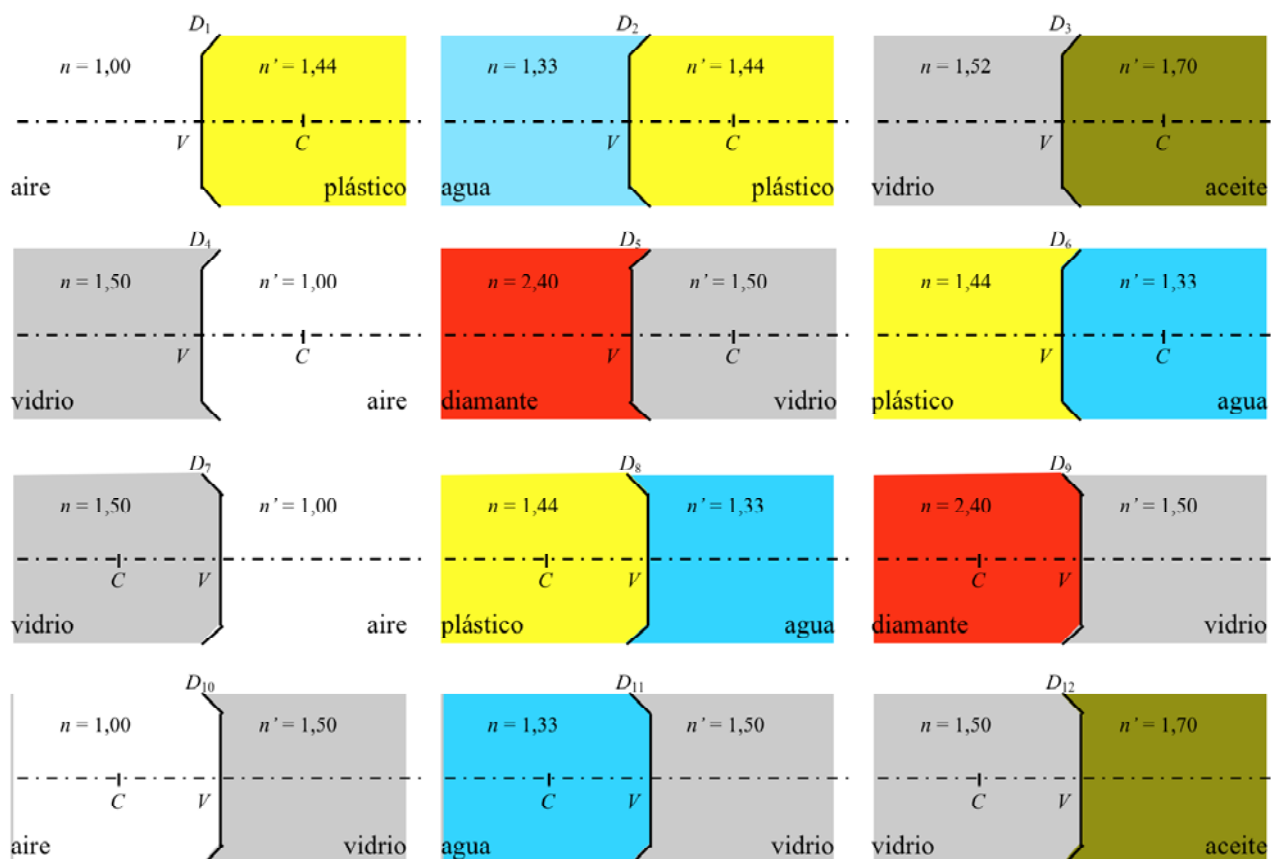 D1 D2 D3
n = 1,00 n’ = 1,44 n = 1,33 n’ = 1,44 n = 1,52 n’ = 1,70
V C V C V C
aire plástico agua plástico vidrio aceite
D4 D5 D6
n = 1,50 n’ = 1,00 n = 2,40 n’ = 1,50 n = 1,44 n’ = 1,33
V C V C V C
vidrio aire diamante vidrio plástico agua
D7 D8 D9
n = 1,50 n’ = 1,00 n = 1,44 n’ = 1,33 n = 2,40 n’ = 1,50
C V C V C V
vidrio aire plástico agua diamante vidrio
D10 D11 D12
n = 1,00 n’ = 1,50 n = 1,33 n’ = 1,50 n = 1,50 n’ = 1,70
C V C V C V
aire vidrio agua vidrio vidrio aceite